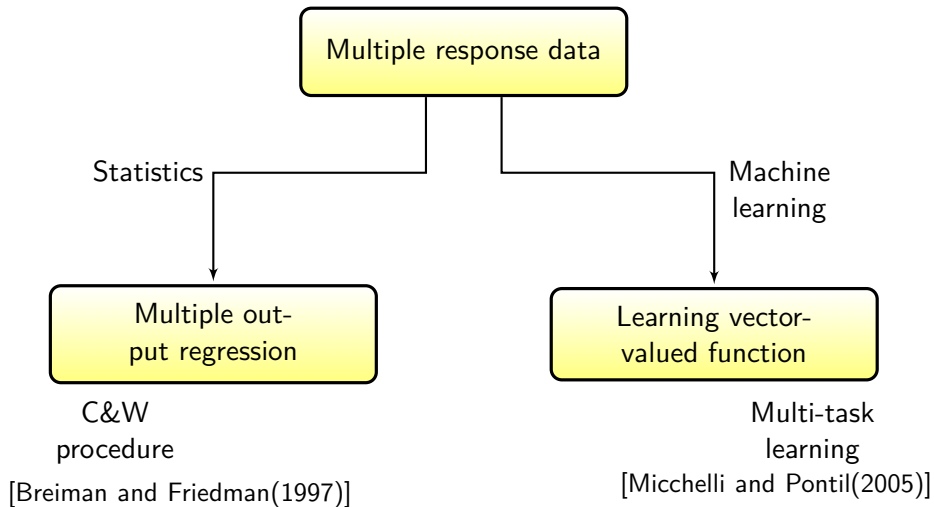 Multiple response data
Statistics
Machine
learning
Multiple out-
put regression
Learning vector-
valued function
C&W
procedure
[Breiman and Friedman(1997)]
Multi-task
learning
[Micchelli and Pontil(2005)]